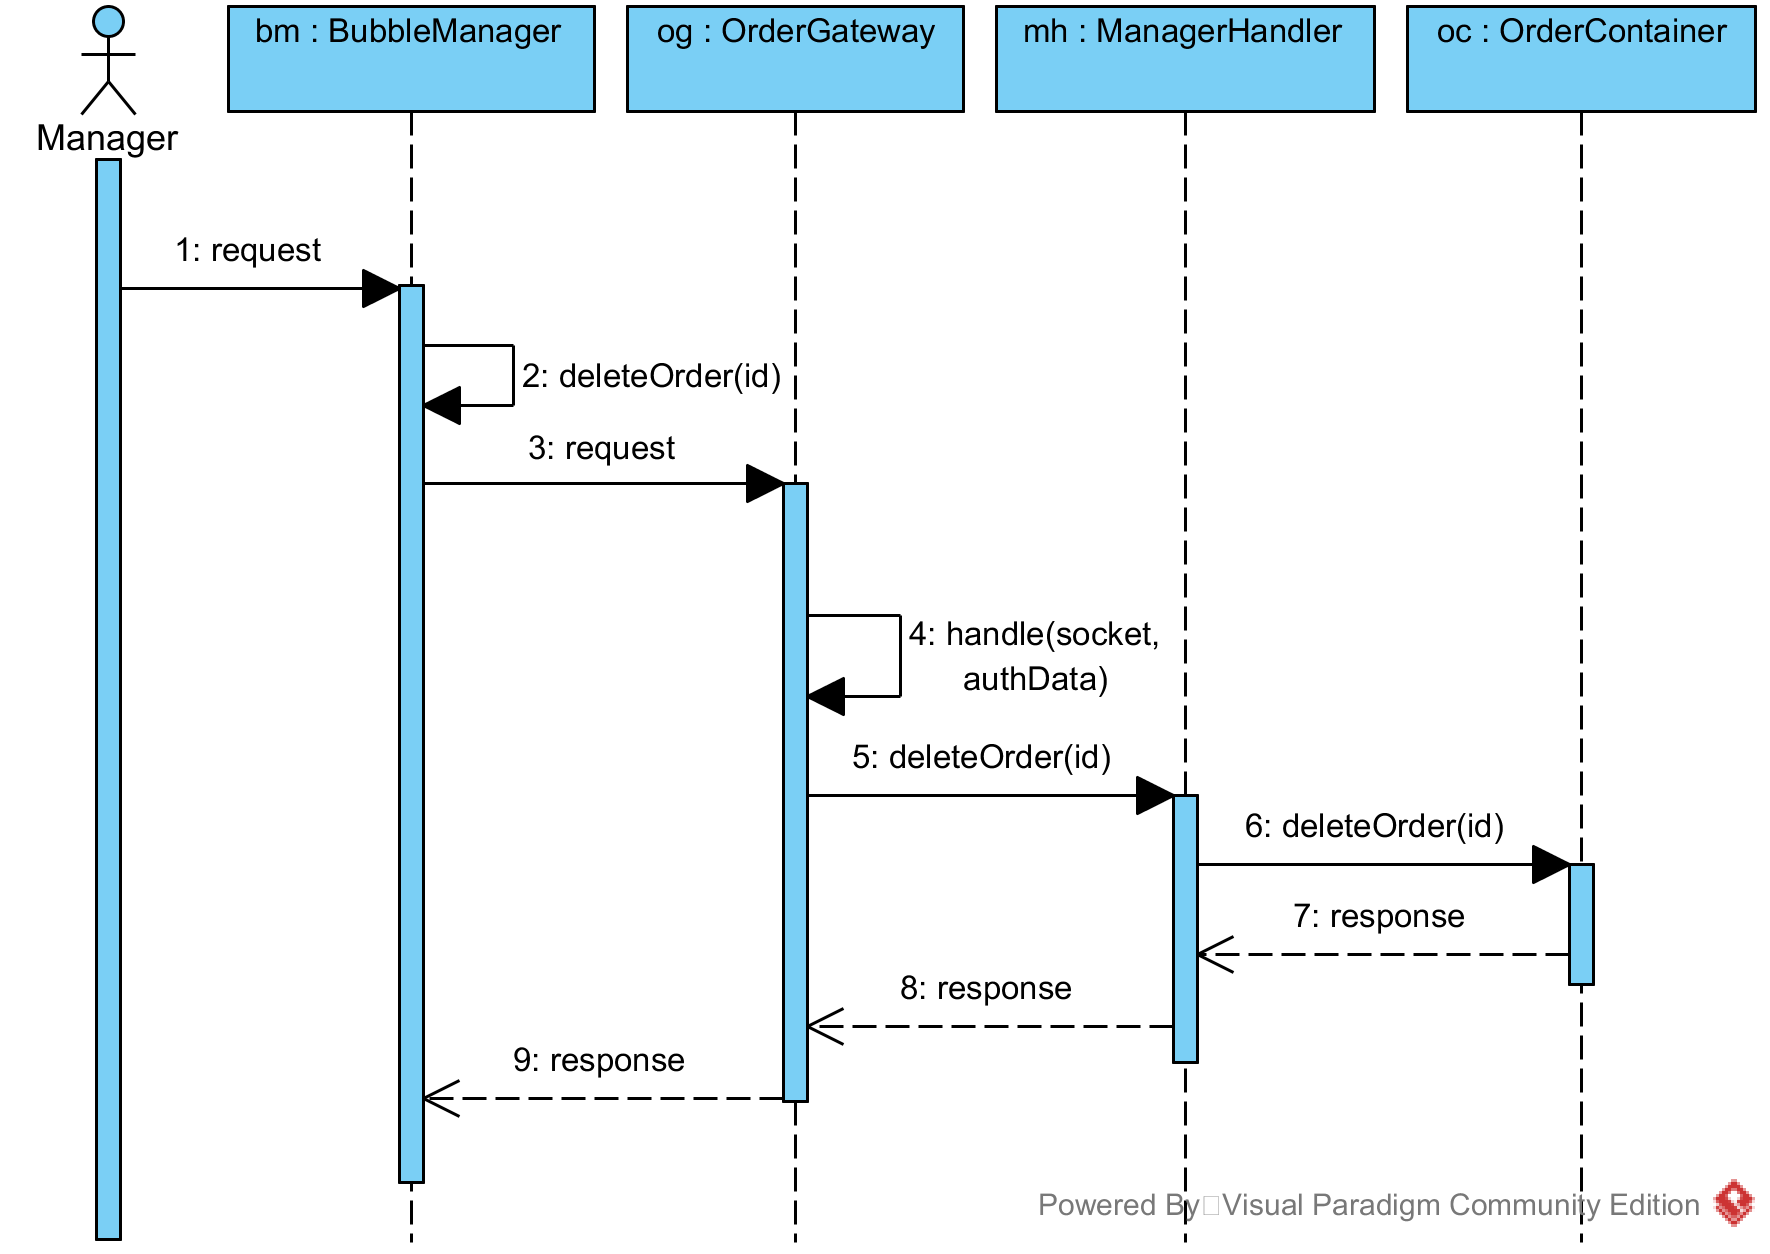 bm : BubbleManager
og : OrderGateway
mh : ManagerHandler
oc : OrderContainer
Manager
1: request
2: deleteOrder(id)
3: request
4: handle(socket,
authData)
5: deleteOrder(id)
6: deleteOrder(id)
7: response
8: response
9: response
Powered By Visual Paradigm Community Edition